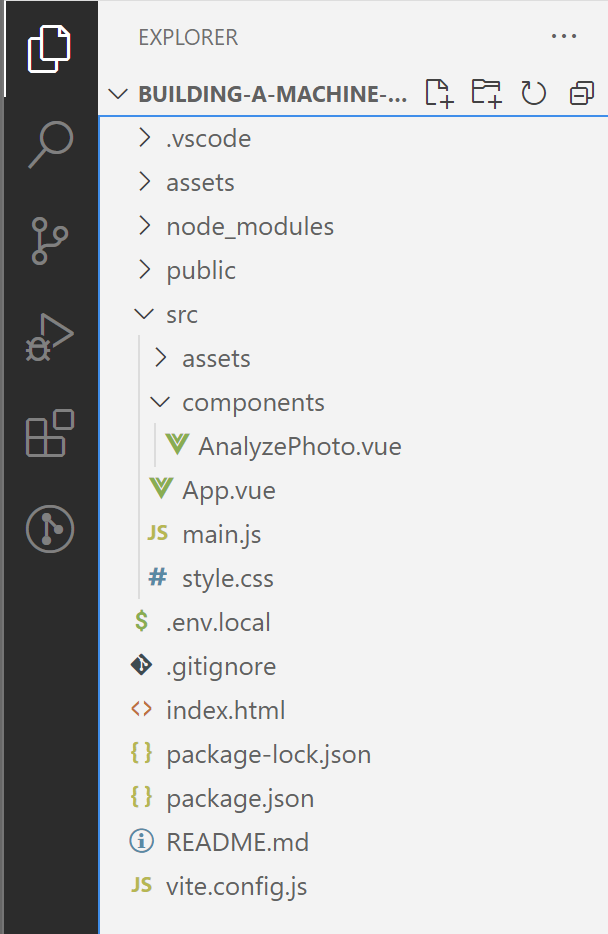 EXPLORER
BUILDING-A-MACHINE-...
.vscode
assets
node_modules
public
src
assets
components
AnalyzePhoto.vue
App.vue
JS main.js
# style.css
$ .env.local
.gitignore
<> index.html
{} package-lock.json
{} package.json
README.md
JS vite.config.js